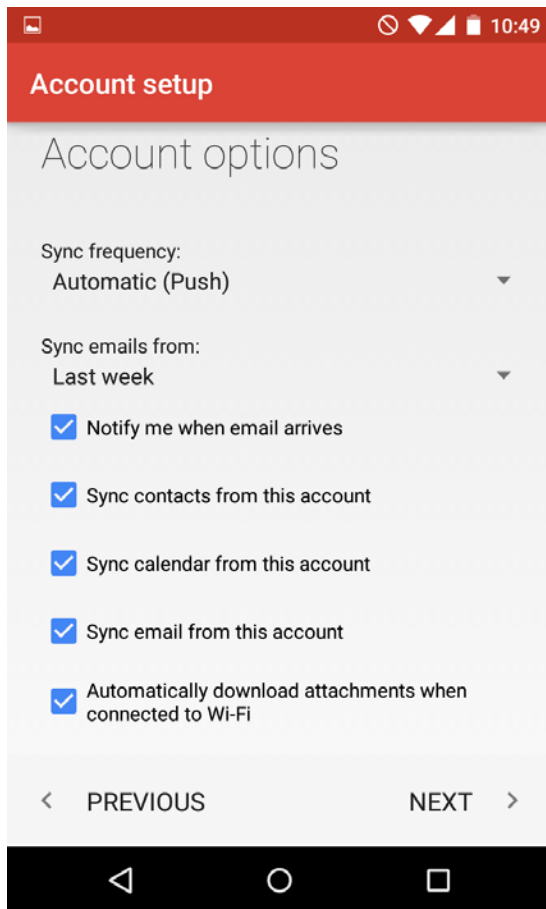 10:49
Account setup
Account options
Sync frequency:
Automatic (Push)
Sync emails from:
Last week
Notify me when email arrives
Sync contacts from this account
Sync calendar from this account
Sync email from this account
Automatically download attachments when
connected to Wi-Fi
PREVIOUS NEXT